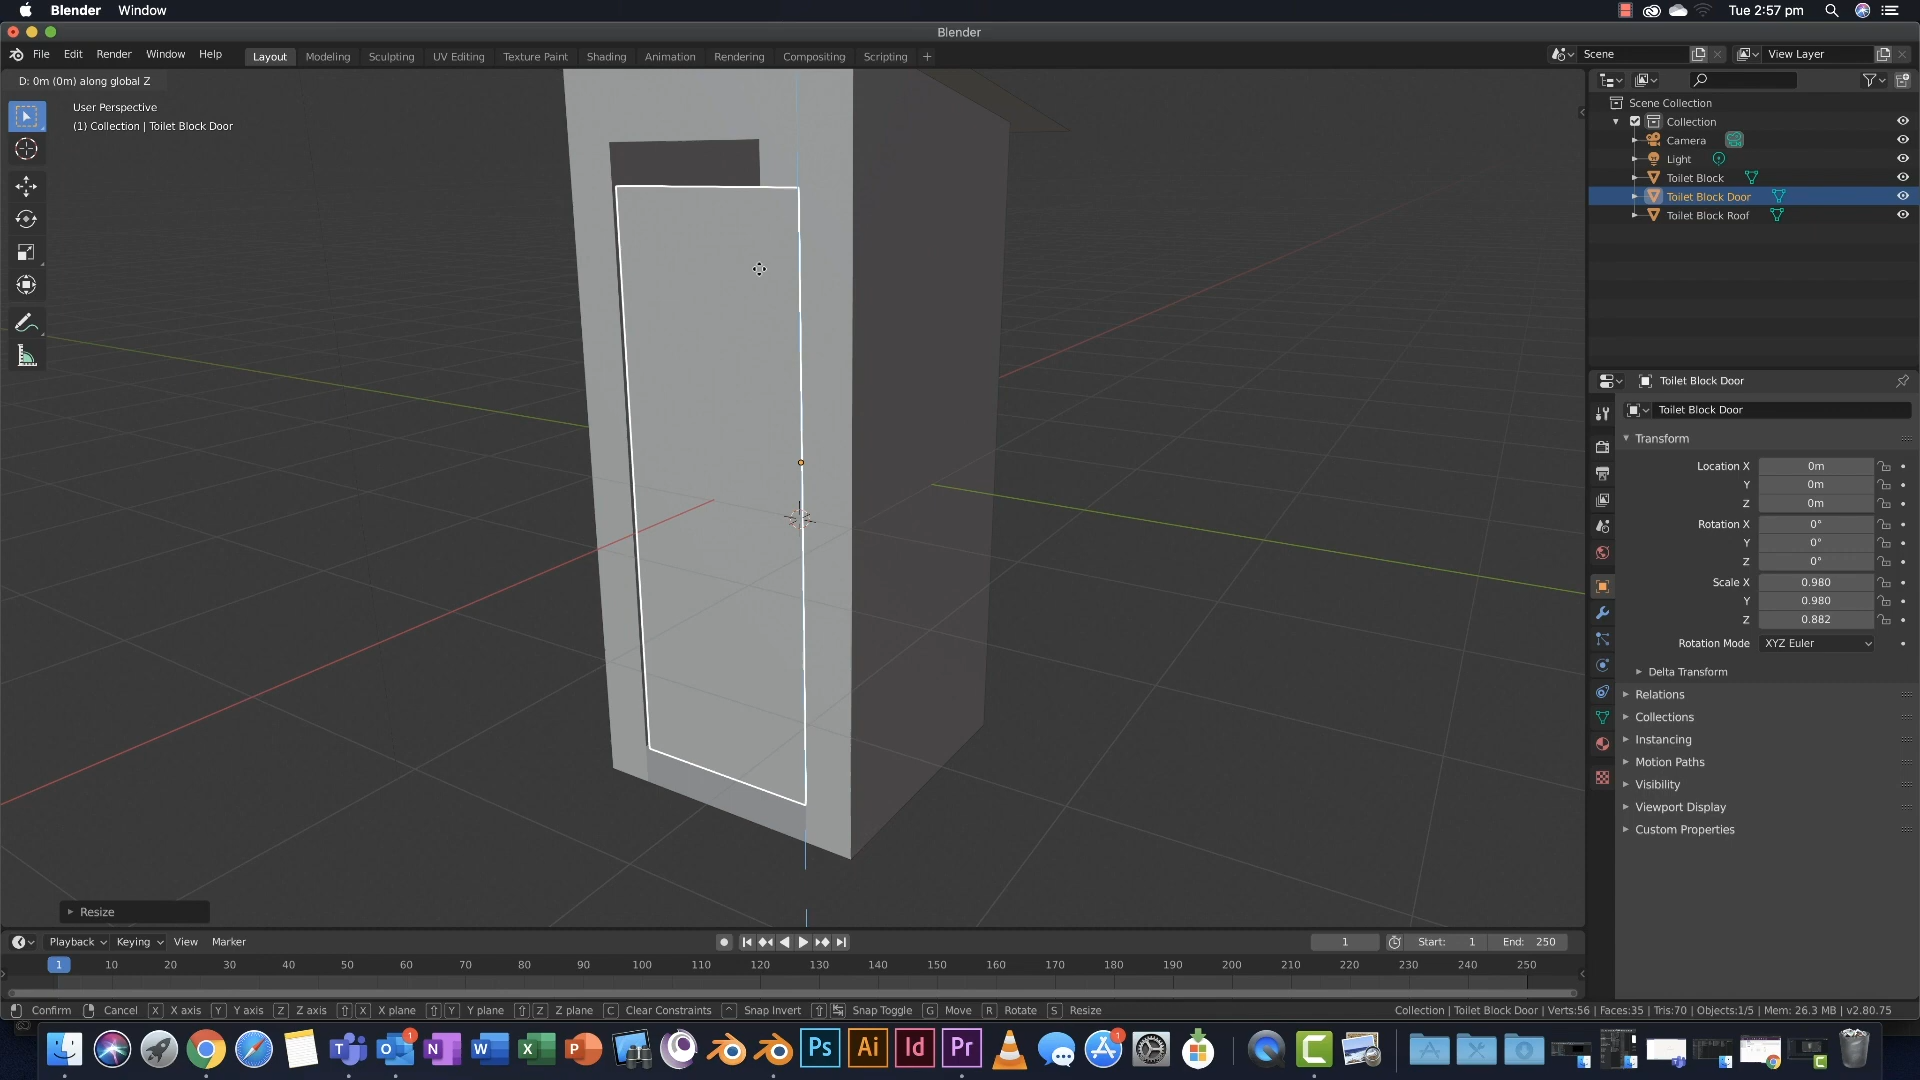 Blender Window Tue 2:57 pm
Blender
File Edit Render Window Help Layout Modeling Sculpting UV Editing Texture Paint Shading Animation Rendering Compositing Scripting + Scene View Layer
D: 0m (0m) along global Z
User Perspective
(1) Collection | Toilet Block Door
Scene Collection
Collection
Camera
Light
Toilet Block
Toilet Block Door
Toilet Block Roof
Toilet Block Door
Toilet Block Door
Transform
Location X 0m
Y 0m
Z 0m
Rotation X 0°
Y 0°
Z 0°
Scale X 0.980
Y 0.980
Z 0.882
Rotation Mode XYZ Euler
Delta Transform
Relations
Collections
Instancing
Motion Paths
Visibility
Viewport Display
Custom Properties
Resize
Playback Keying View Marker 1 Start: 1 End: 250
1 10 20 30 40 50 60 70 80 90 100 110 120 130 140 150 160 170 180 190 200 210 220 230 240 250
Confirm Cancel X X axis Y Y axis Z Z axis X X plane Y Y plane Z Z plane C Clear Constraints Snap Invert Snap Toggle G Move R Rotate S Resize Collection | Toilet Block Door | Verts:56 | Faces:35 | Tris:70 | Objects:1/5 | Mem: 26.3 MB | v2.80.75
T O 1 N W X P Ps Ai Id Pr 1 C